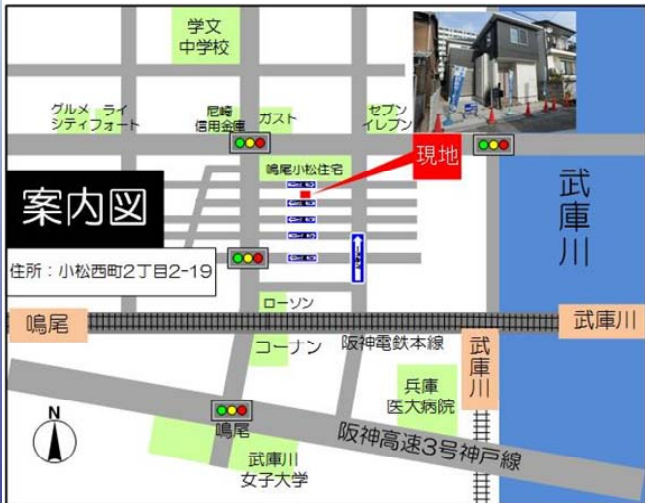 学文
中学校
グルメ
シティ
ライ
フォート
尼崎
信用金庫
ガスト
セブン
イレブン
現地
鳴尾小松住宅
案内図
武庫川
住所：小松西町2丁目2-19
ローソン
鳴尾
武庫川
コーナン
阪神電鉄本線
武庫川
兵庫
医大病院
N
鳴尾
阪神高速3号神戸線
武庫川
女子大学